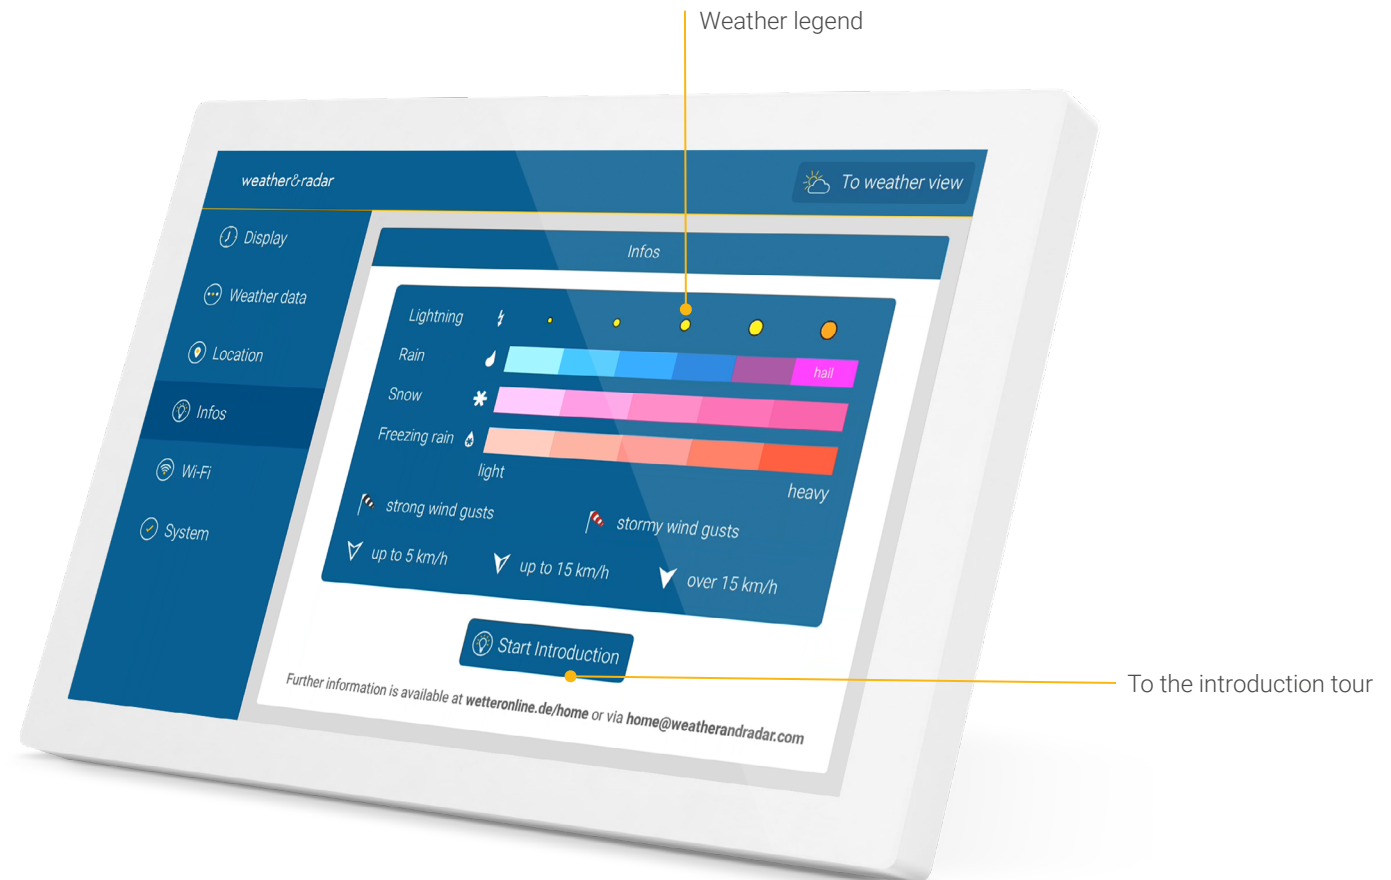 Weather legend
weather&radar
To weather view
Display
Weather data
Location
Infos
Wi-Fi
System
Infos
Lightning
Rain
hail
Snow
Freezing rain
light
heavy
strong wind gusts
stormy wind gusts
up to 5 km/h
up to 15 km/h
over 15 km/h
Start Introduction
Further information is available at wetteronline.de/home or via home@weatherandradar.com
To the introduction tour